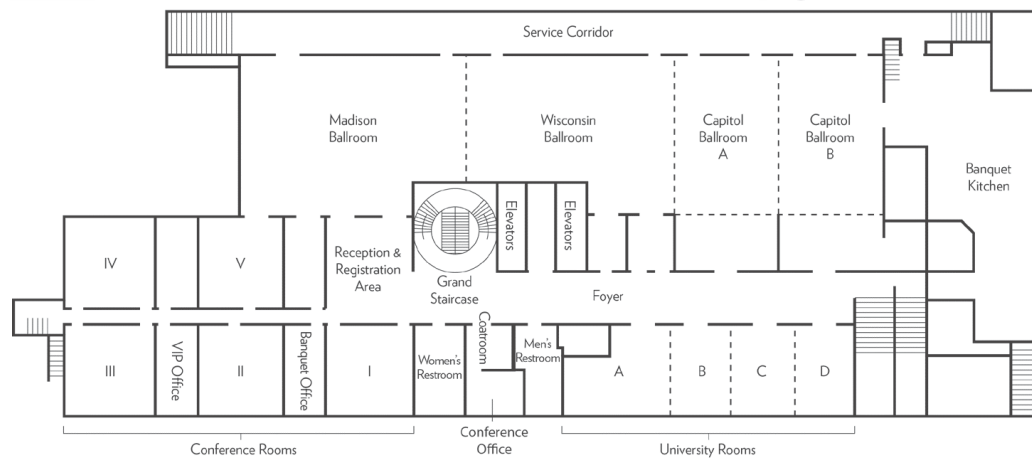 Service Corridor
Madison
Ballroom
Wisconsin
Ballroom
Capitol
Ballroom
A
Capitol
Ballroom
B
Banquet
Kitchen
Elevators
Elevators
IV
V
Reception &
Registration
Area
Grand
Staircase
Foyer
III
VIP Office
II
Banquet Office
I
Women's
Restroom
Coatroom
Men's
Restroom
A
B
C
D
Conference Rooms
Conference
Office
University Rooms